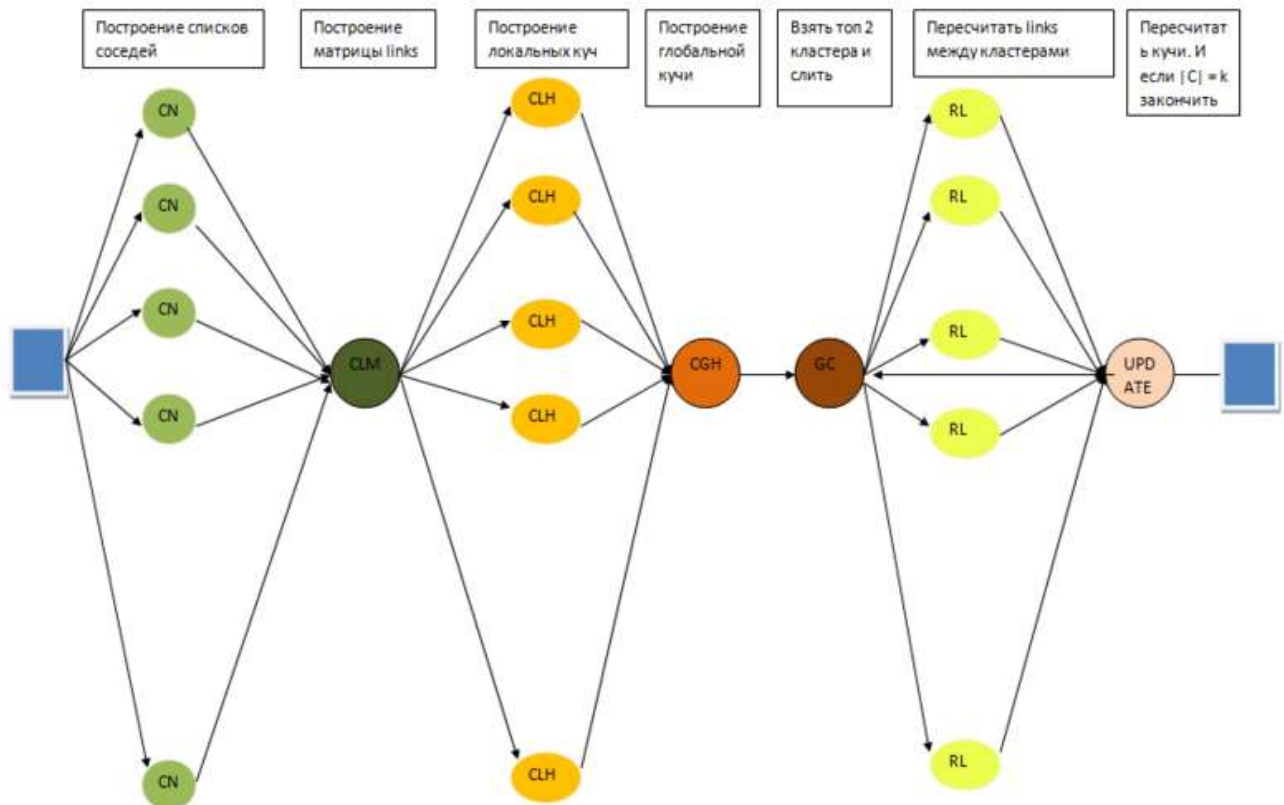 Построение списков
соседей
Построение
матрицы links
Построение
локальных куч
Построение
глобальной
кучи
Взять топ 2
кластера и
слить
Пересчитать links
между кластерами
Пересчитат
ь кучи. И
если |C| = k
закончить
CN
CN
CN
CN
CN
CLM
CLH
CLH
CLH
CLH
CLH
CGH
GC
RL
RL
RL
RL
RL
UPD
ATE